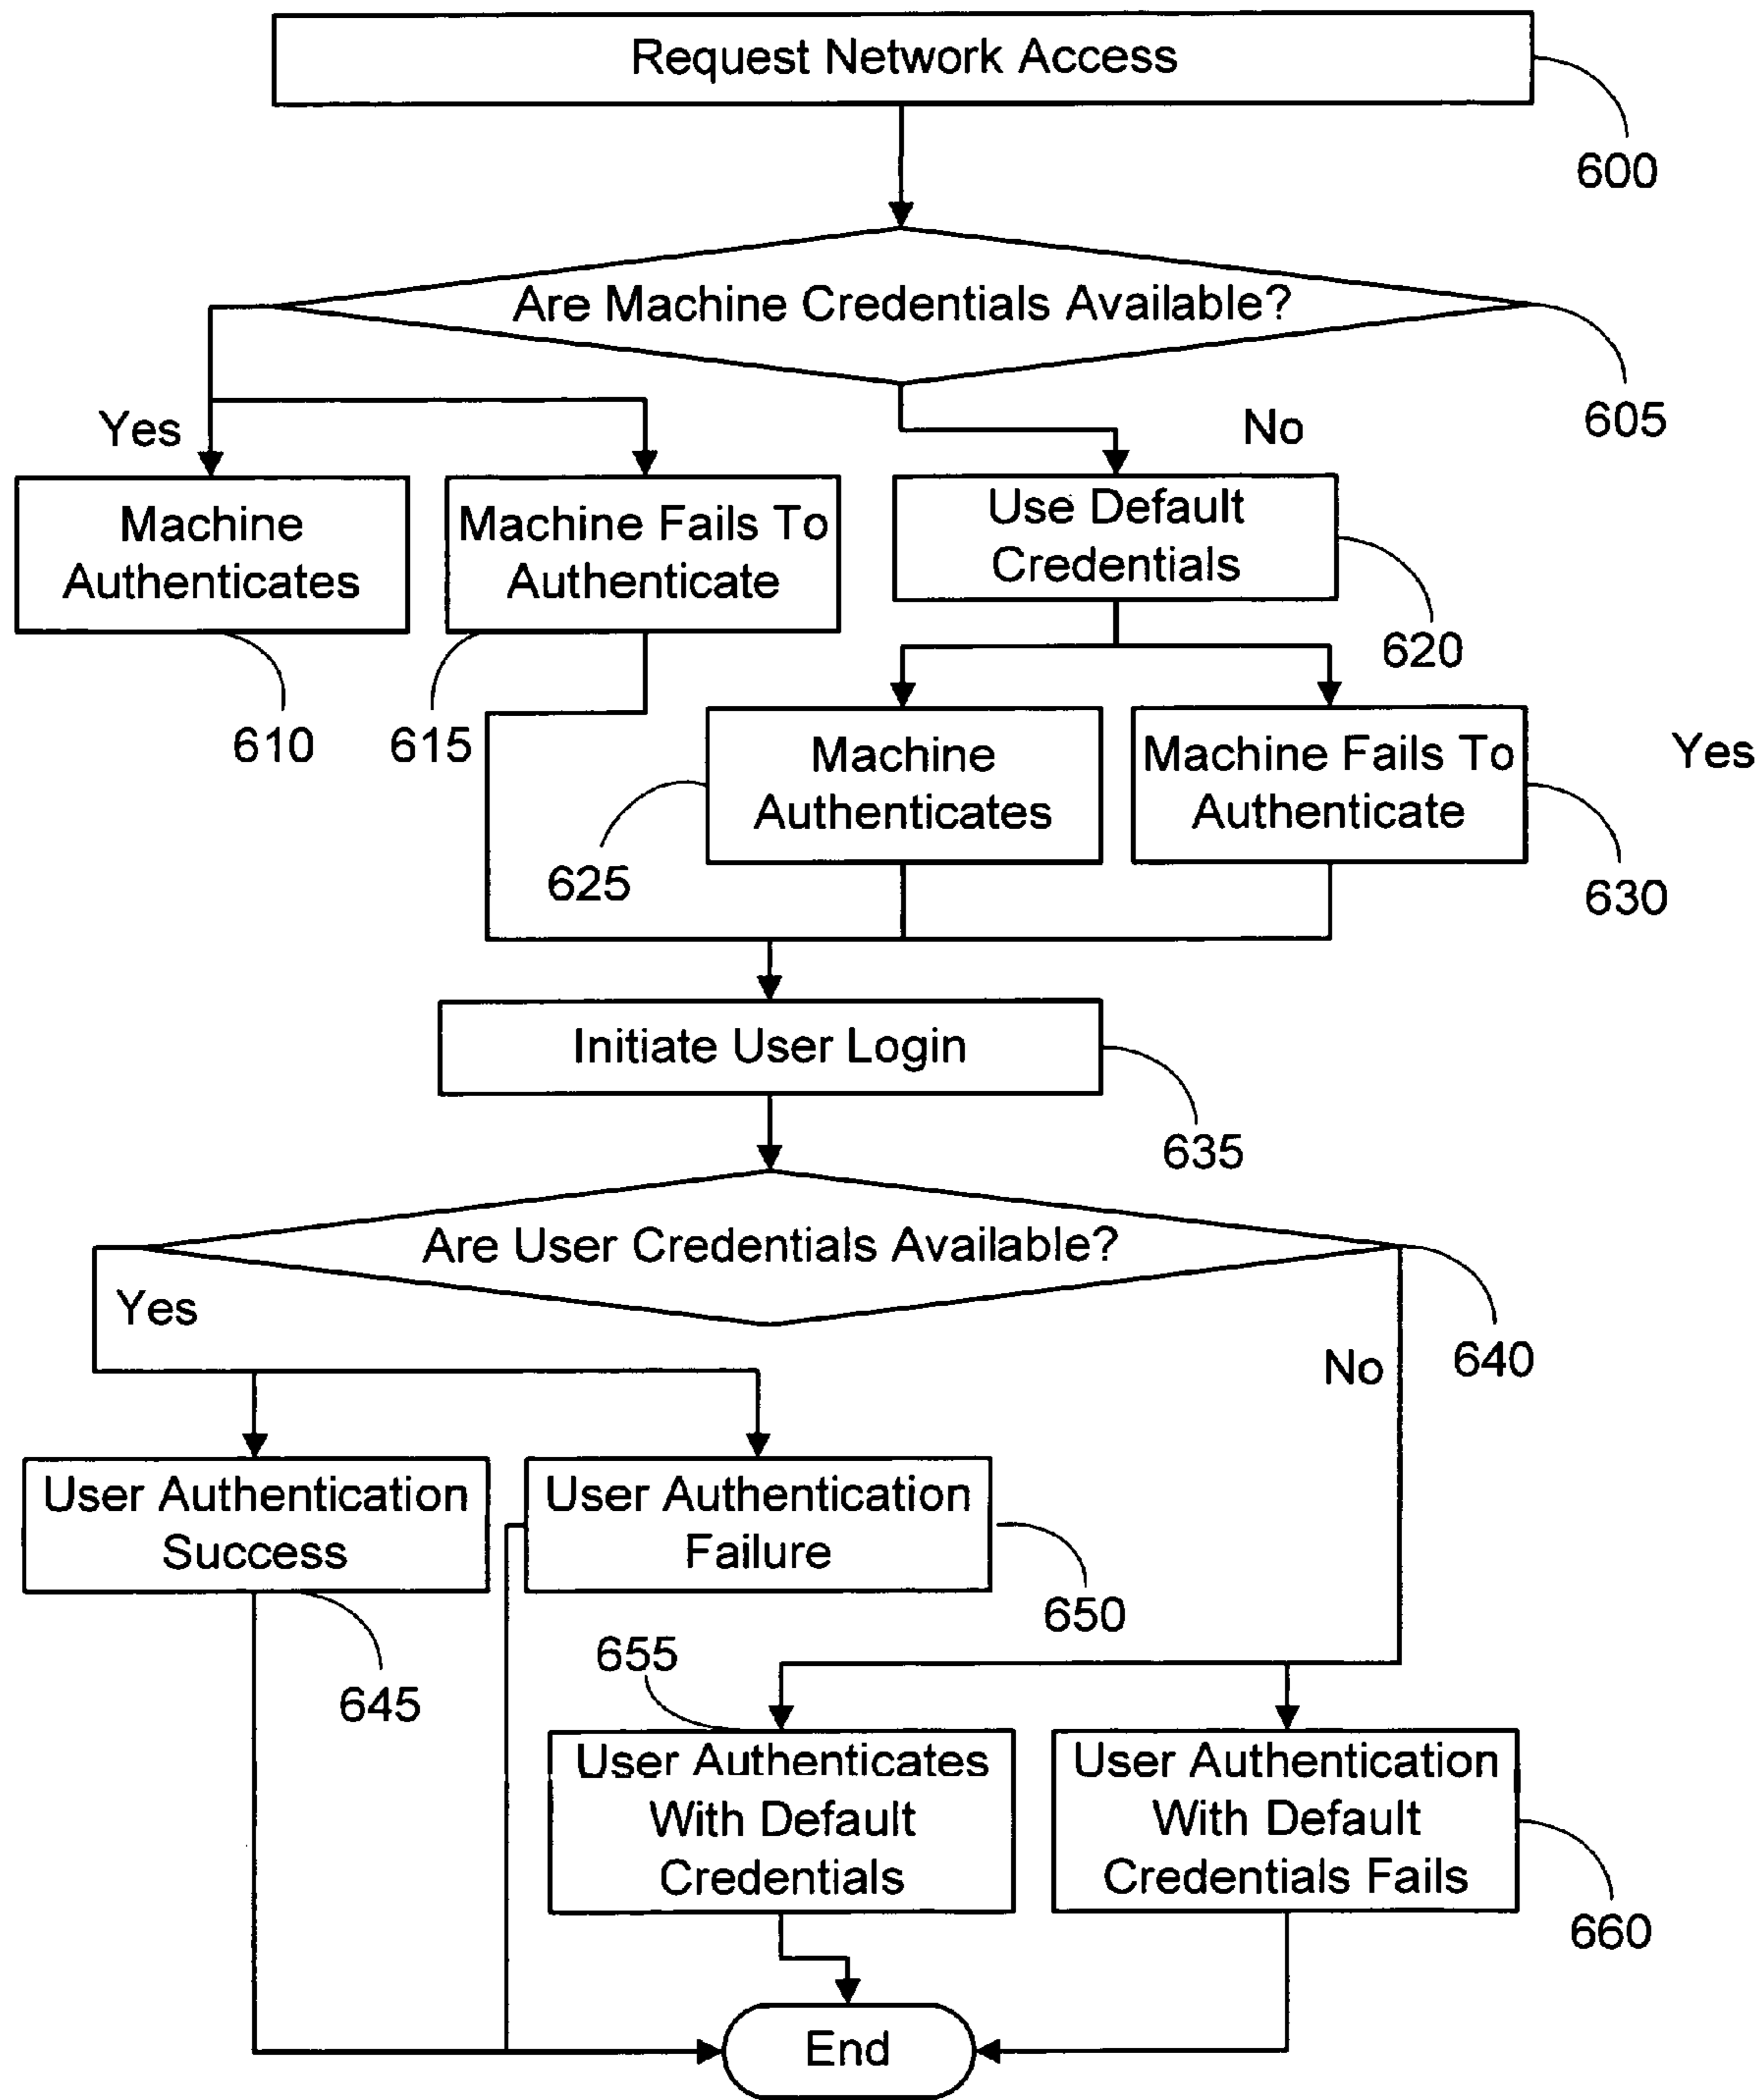 Request Network Access
600
Are Machine Credentials Available?
605
Yes
No
Machine
Authenticates
610
Machine Fails To
Authenticate
615
Use Default
Credentials
620
Machine
Authenticates
625
Machine Fails To
Authenticate
630
Yes
Initiate User Login
635
Are User Credentials Available?
640
Yes
No
User Authentication
Success
645
User Authentication
Failure
650
655
User Authenticates
With Default
Credentials
User Authentication
With Default
Credentials Fails
660
End